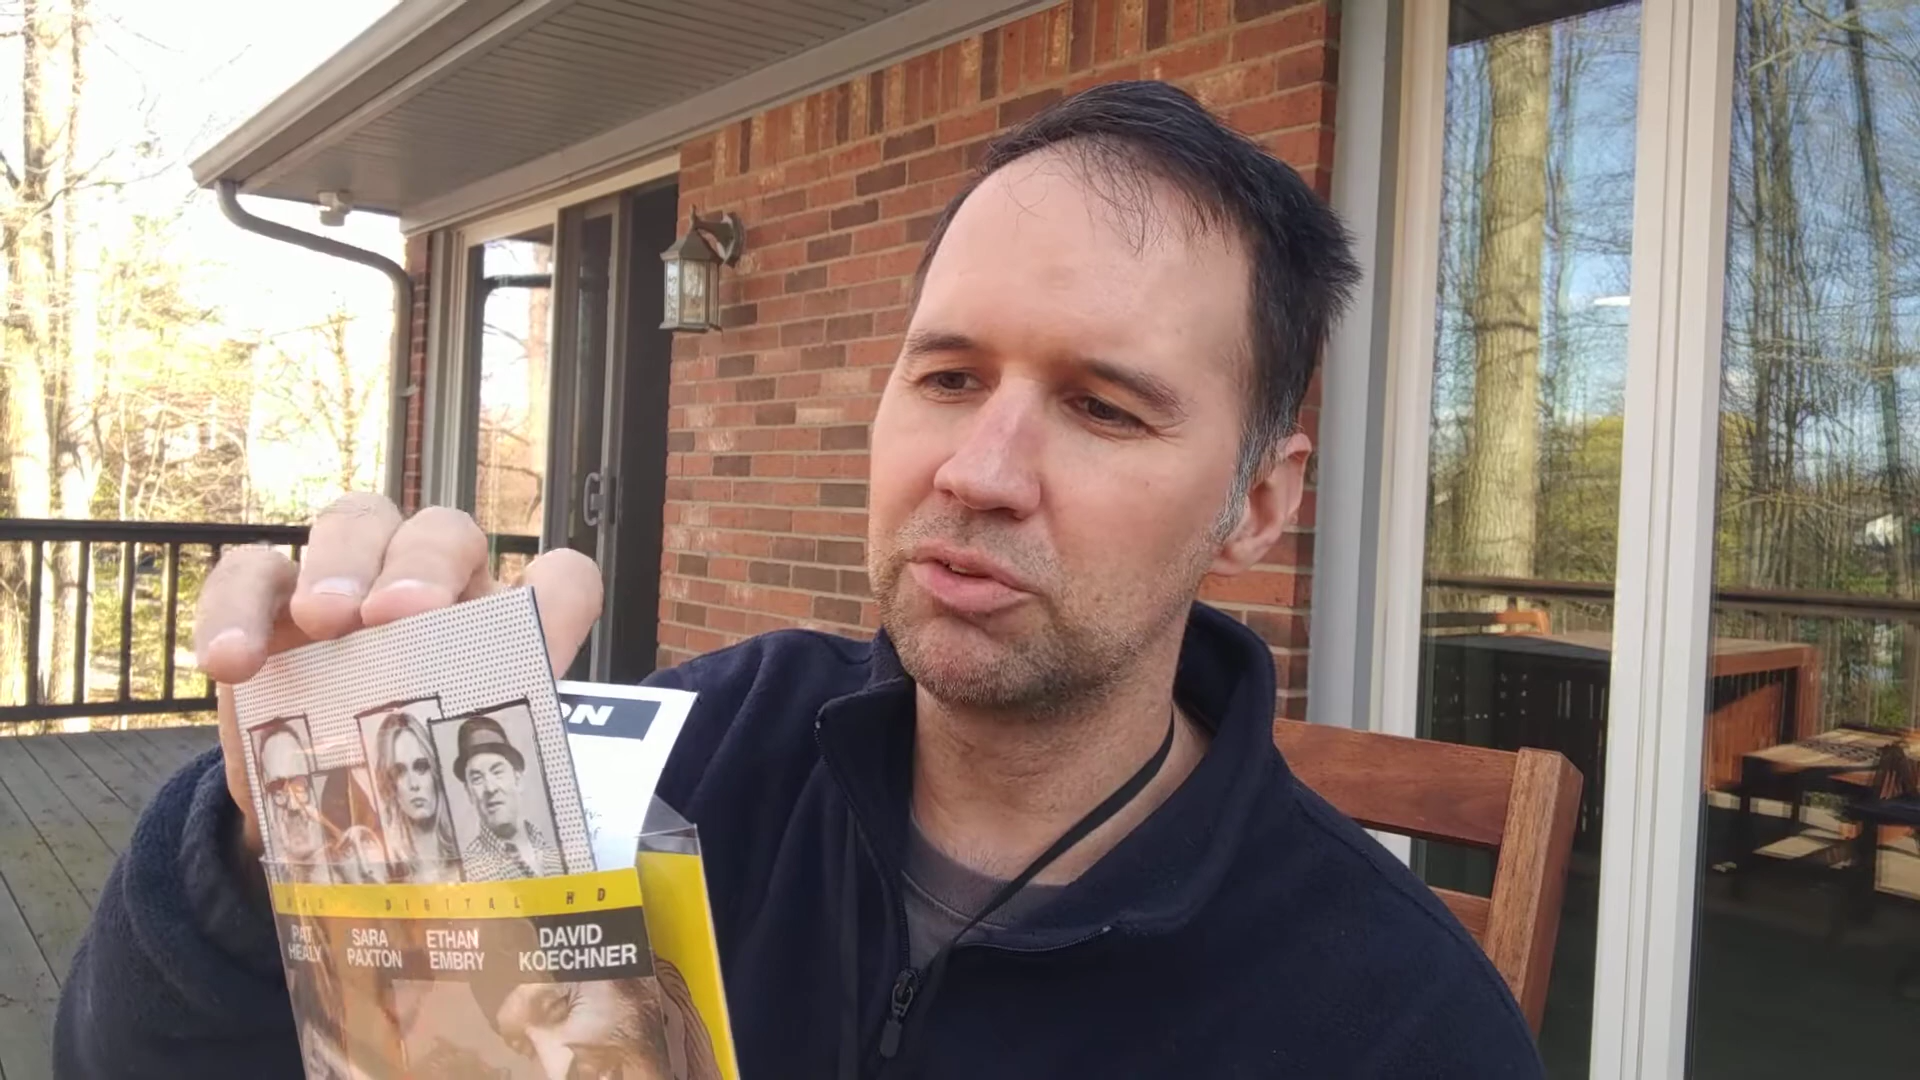 ON
DIGITAL HD
PAT HEALY
SARA PAXTON
ETHAN EMBRY
DAVID KOECHNER